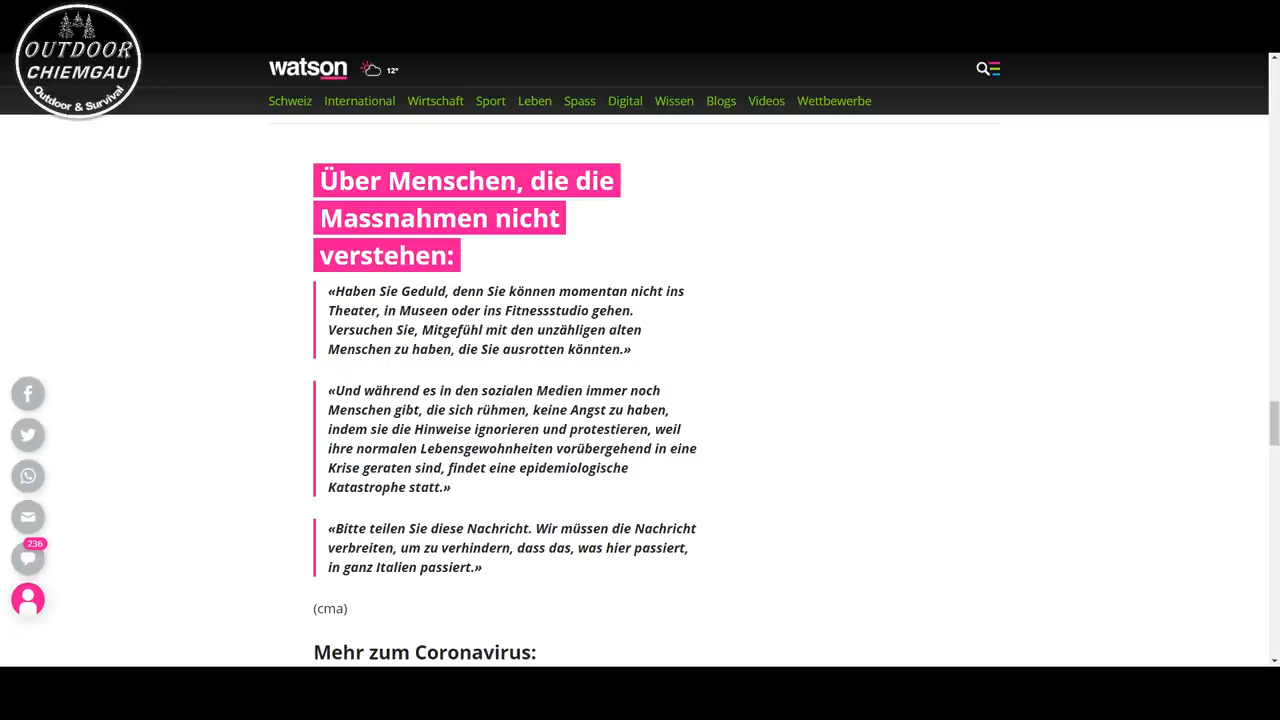 OUTDOOR
CHIEMGAU
Outdoor & Survival
watson
12°
Schweiz International Wirtschaft Sport Leben Spass Digital Wissen Blogs Videos Wettbewerbe
Über Menschen, die die
Massnahmen nicht
verstehen:
«Haben Sie Geduld, denn Sie können momentan nicht ins
Theater, in Museen oder ins Fitnessstudio gehen.
Versuchen Sie, Mitgefühl mit den unzähligen alten
Menschen zu haben, die Sie ausrotten könnten.»
«Und während es in den sozialen Medien immer noch
Menschen gibt, die sich rühmen, keine Angst zu haben,
indem sie die Hinweise ignorieren und protestieren, weil
ihre normalen Lebensgewohnheiten vorübergehend in eine
Krise geraten sind, findet eine epidemiologische
Katastrophe statt.»
«Bitte teilen Sie diese Nachricht. Wir müssen die Nachricht
verbreiten, um zu verhindern, dass das, was hier passiert,
in ganz Italien passiert.»
236
(cma)
Mehr zum Coronavirus: